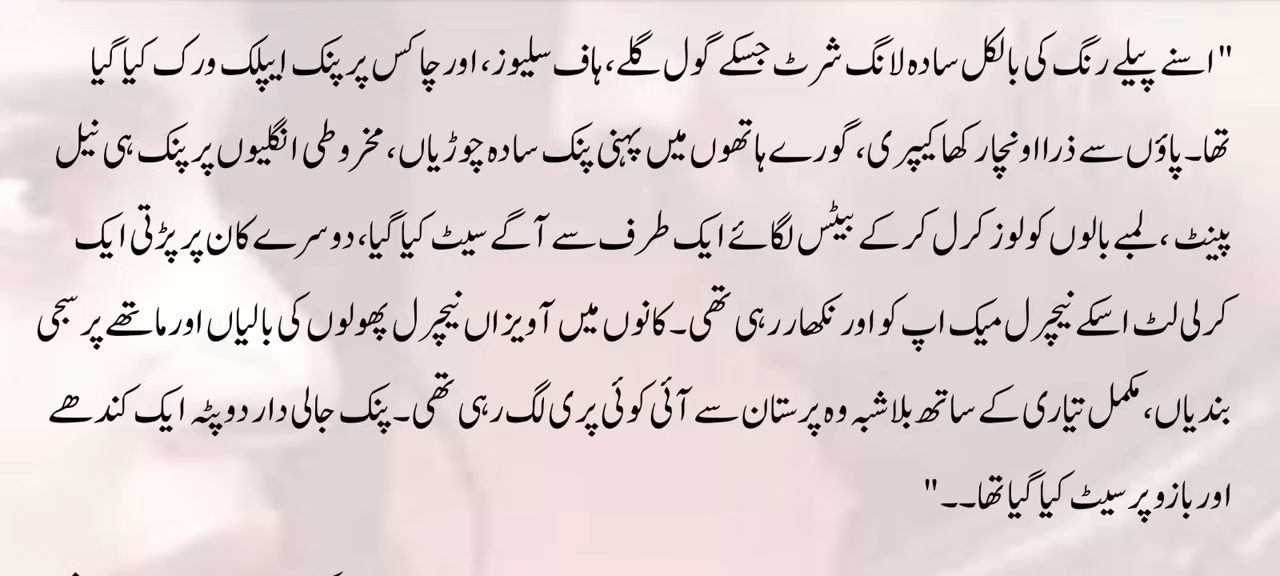 "اسنے پیلے رنگ کی بالکل سادہ لانگ شرٹ جسکے گول گلے، ہاف سلیوز، اور چاکس پر پنک ایپلک ورک کیا گیا
تھا۔ پاؤں سے ذرا اونچا رکھا کیپری، گورے ہاتھوں میں پہنی پنک سادہ چوڑیاں، مخروطی انگلیوں پر پنک ہی نیل
پینٹ، لمبے بالوں کو لوز کرل کر کے بیٹس لگائے ایک طرف سے آگے سیٹ کیا گیا، دوسرے کان پر پڑتی ایک
کرلی لٹ اسکے نیچرل میک اپ کو اور نکھار رہی تھی۔ کانوں میں آویزاں نیچرل پھولوں کی بالیاں اور ماتھے پر سجی
بندیاں، مکمل تیاری کے ساتھ بلاشبہ وہ پرستان سے آئی کوئی پری لگ رہی تھی۔ پنک جالی دار دوپٹہ ایک کندھے
اور بازو پر سیٹ کیا گیا تھا۔۔"